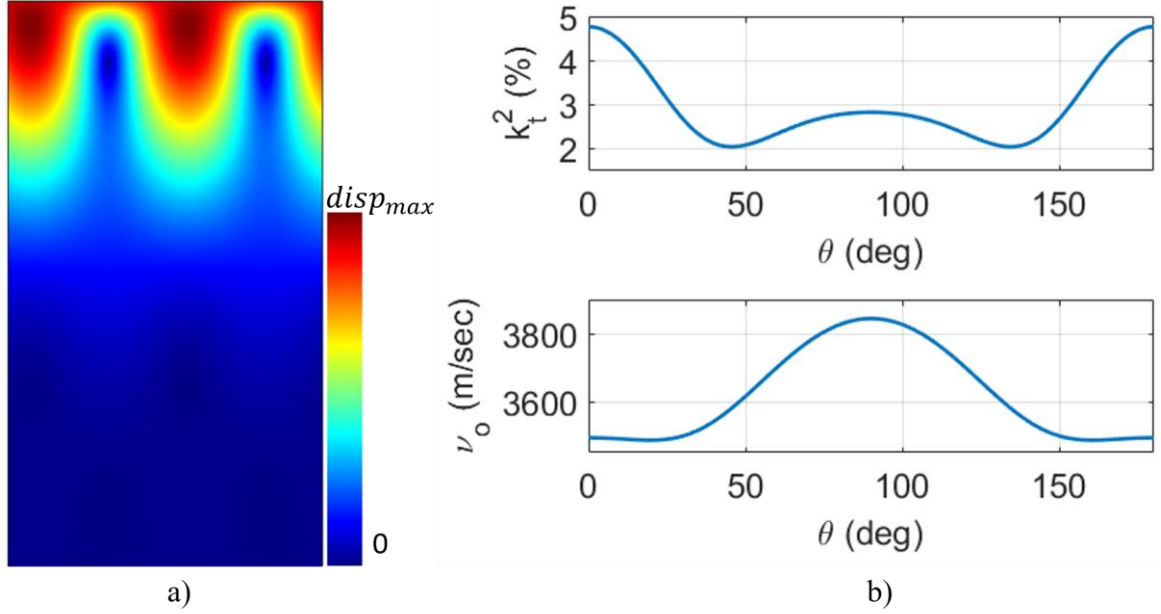 disp_max
0
a)
5
4
3
2
k_t^2 (%)
0 50 100 150
θ (deg)
3800
3600
ν_o (m/sec)
0 50 100 150
θ (deg)
b)